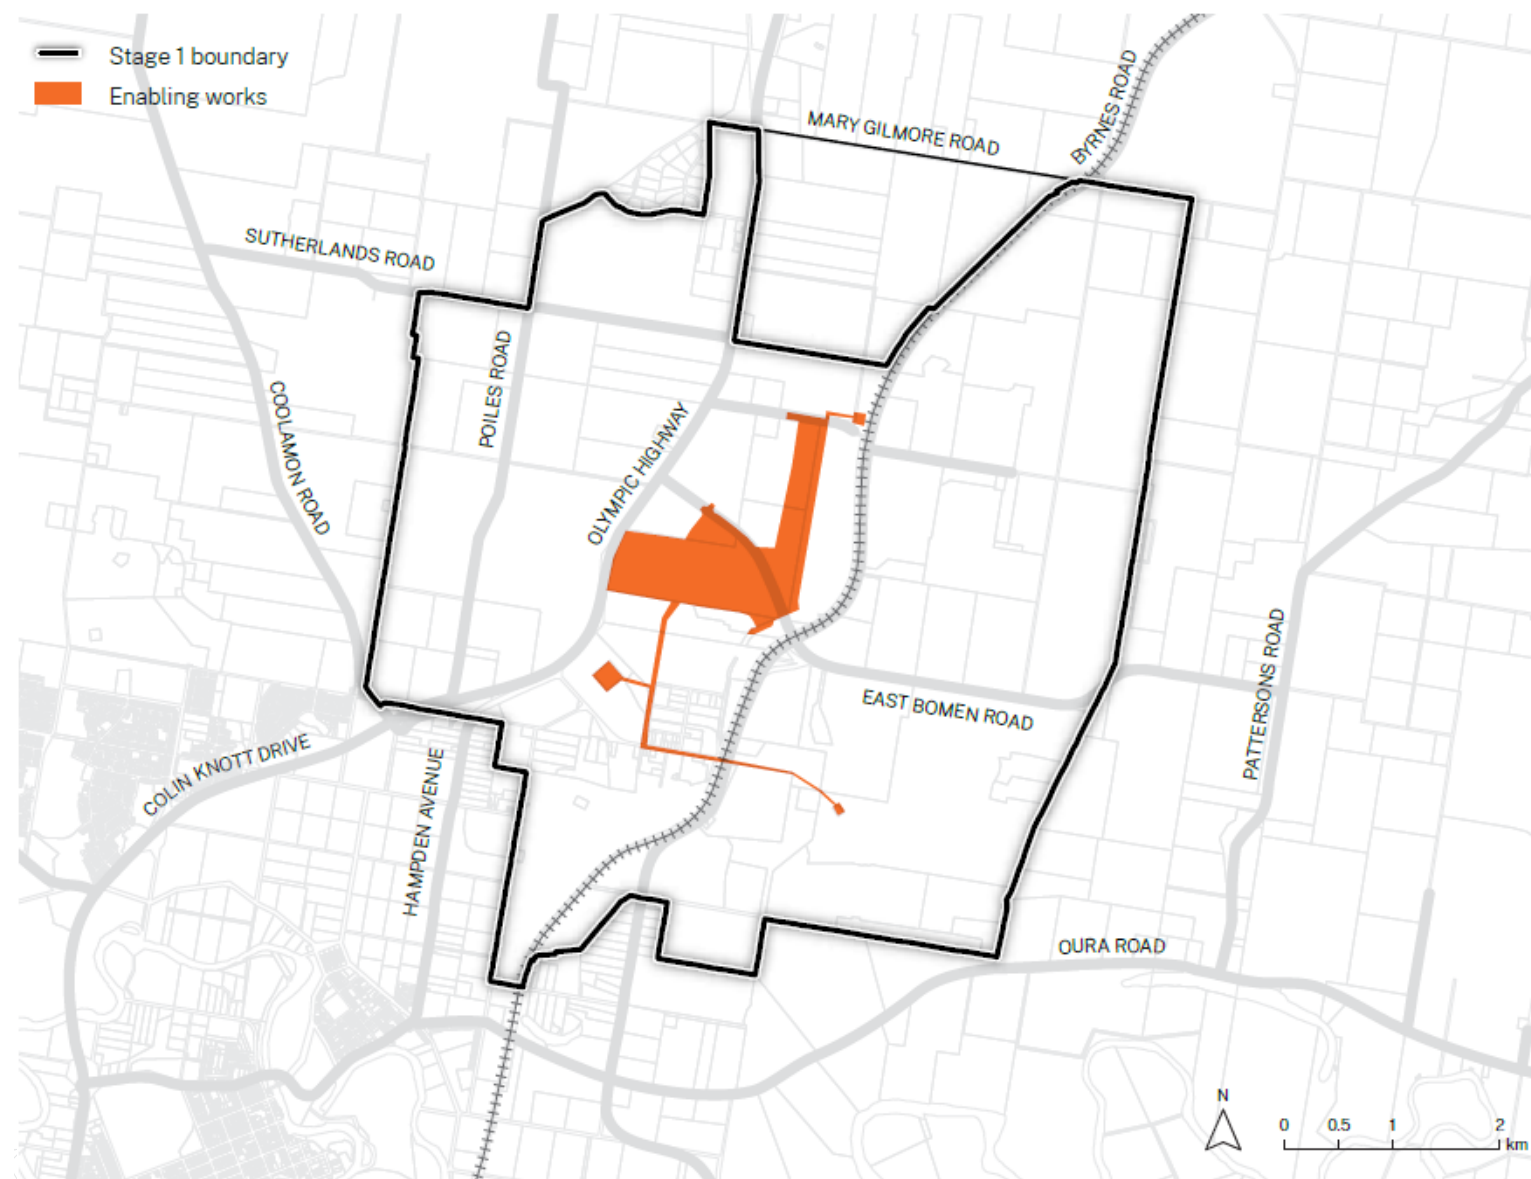 Stage 1 boundary
Enabling works
MARY GILMORE ROAD
BYRNES ROAD
SUTHERLANDS ROAD
POILES ROAD
COOLAMON ROAD
OLYMPIC HIGHWAY
EAST BOMEN ROAD
PATTERSONS ROAD
COLIN KNOTT DRIVE
HAMPDEN AVENUE
OURA ROAD
N
0 0.5 1 2
km